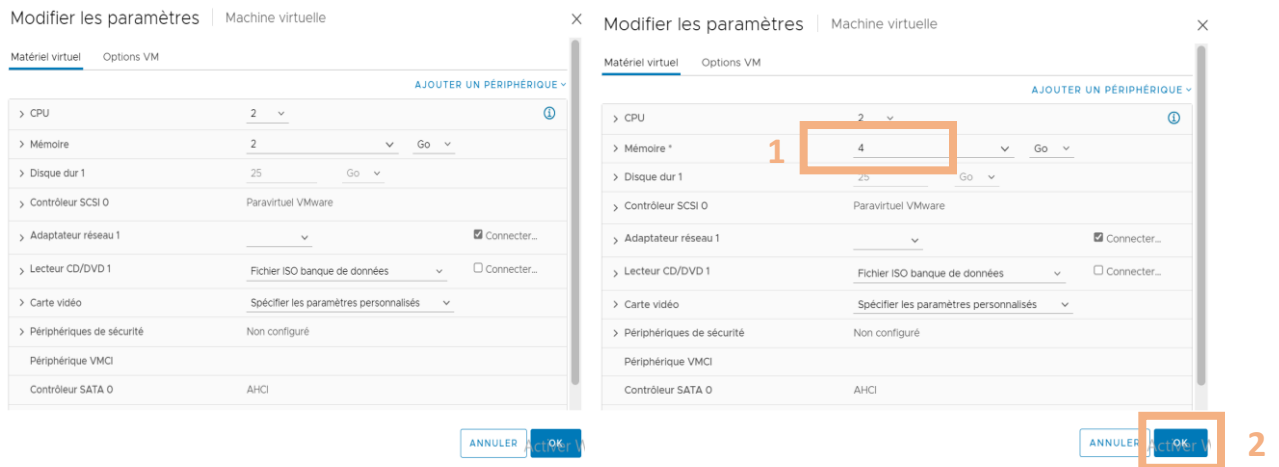 Modifier les paramètres | Machine virtuelle
Matériel virtuel Options VM
AJOUTER UN PÉRIPHÉRIQUE
CPU 2
Mémoire 2 Go
Disque dur 1 25 Go
Contrôleur SCSI 0 Paravirtuel VMware
Adaptateur réseau 1 Connecter...
Lecteur CD/DVD 1 Fichier ISO banque de données Connecter...
Carte vidéo Spécifier les paramètres personnalisés
Périphériques de sécurité Non configuré
Périphérique VMCI
Contrôleur SATA 0 AHCI
ANNULER OK
Activer W
Modifier les paramètres | Machine virtuelle
Matériel virtuel Options VM
AJOUTER UN PÉRIPHÉRIQUE
CPU 2
1
Mémoire * 4 Go
Disque dur 1 25 Go
Contrôleur SCSI 0 Paravirtuel VMware
Adaptateur réseau 1 Connecter...
Lecteur CD/DVD 1 Fichier ISO banque de données Connecter...
Carte vidéo Spécifier les paramètres personnalisés
Périphériques de sécurité Non configuré
Périphérique VMCI
Contrôleur SATA 0 AHCI
ANNULER OK
Activer W
2